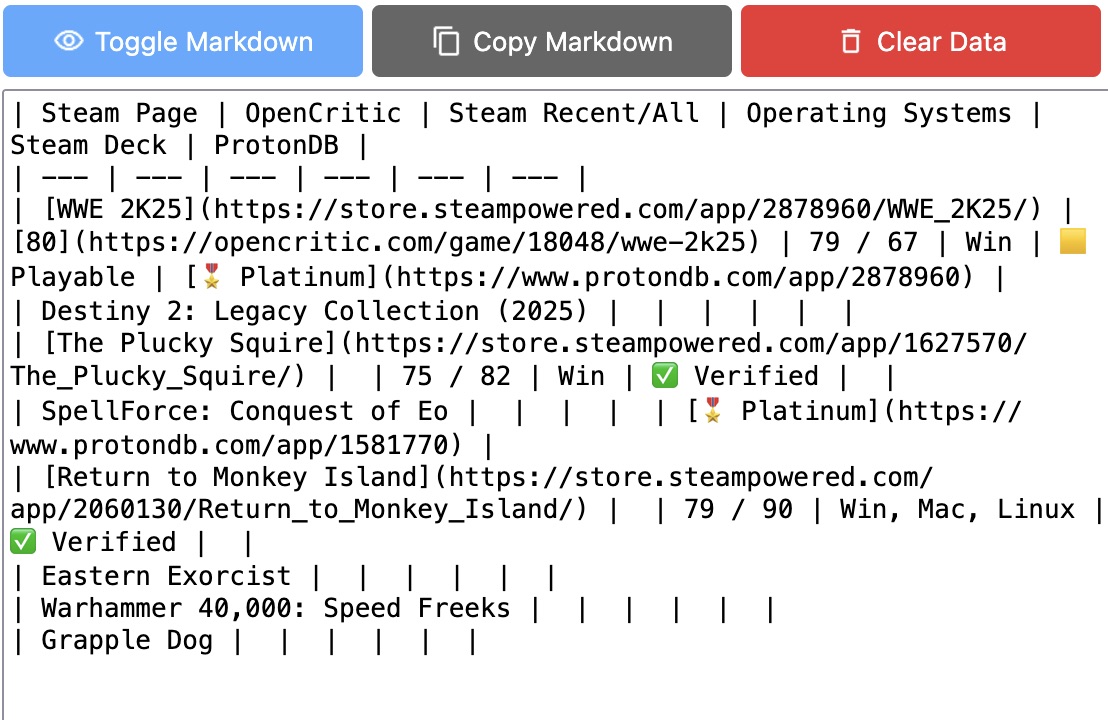 Toggle Markdown
Copy Markdown
Clear Data
| Steam Page | OpenCritic | Steam Recent/All | Operating Systems |
Steam Deck | ProtonDB |
| --- | --- | --- | --- | --- | --- |
| [WWE 2K25](https://store.steampowered.com/app/2878960/WWE_2K25/) |
[80](https://opencritic.com/game/18048/wwe-2k25) | 79 / 67 | Win | 🟨
Playable | [🎖️ Platinum](https://www.protondb.com/app/2878960) |
| Destiny 2: Legacy Collection (2025) |  |  |  |  |  |
| [The Plucky Squire](https://store.steampowered.com/app/1627570/
The_Plucky_Squire/) |  | 75 / 82 | Win | ✅ Verified |  |
| SpellForce: Conquest of Eo |  |  |  |  | [🎖️ Platinum](https://
www.protondb.com/app/1581770) |
| [Return to Monkey Island](https://store.steampowered.com/
app/2060130/Return_to_Monkey_Island/) |  | 79 / 90 | Win, Mac, Linux |
✅ Verified |  |
| Eastern Exorcist |  |  |  |  |  |
| Warhammer 40,000: Speed Freeks |  |  |  |  |  |
| Grapple Dog |  |  |  |  |  |